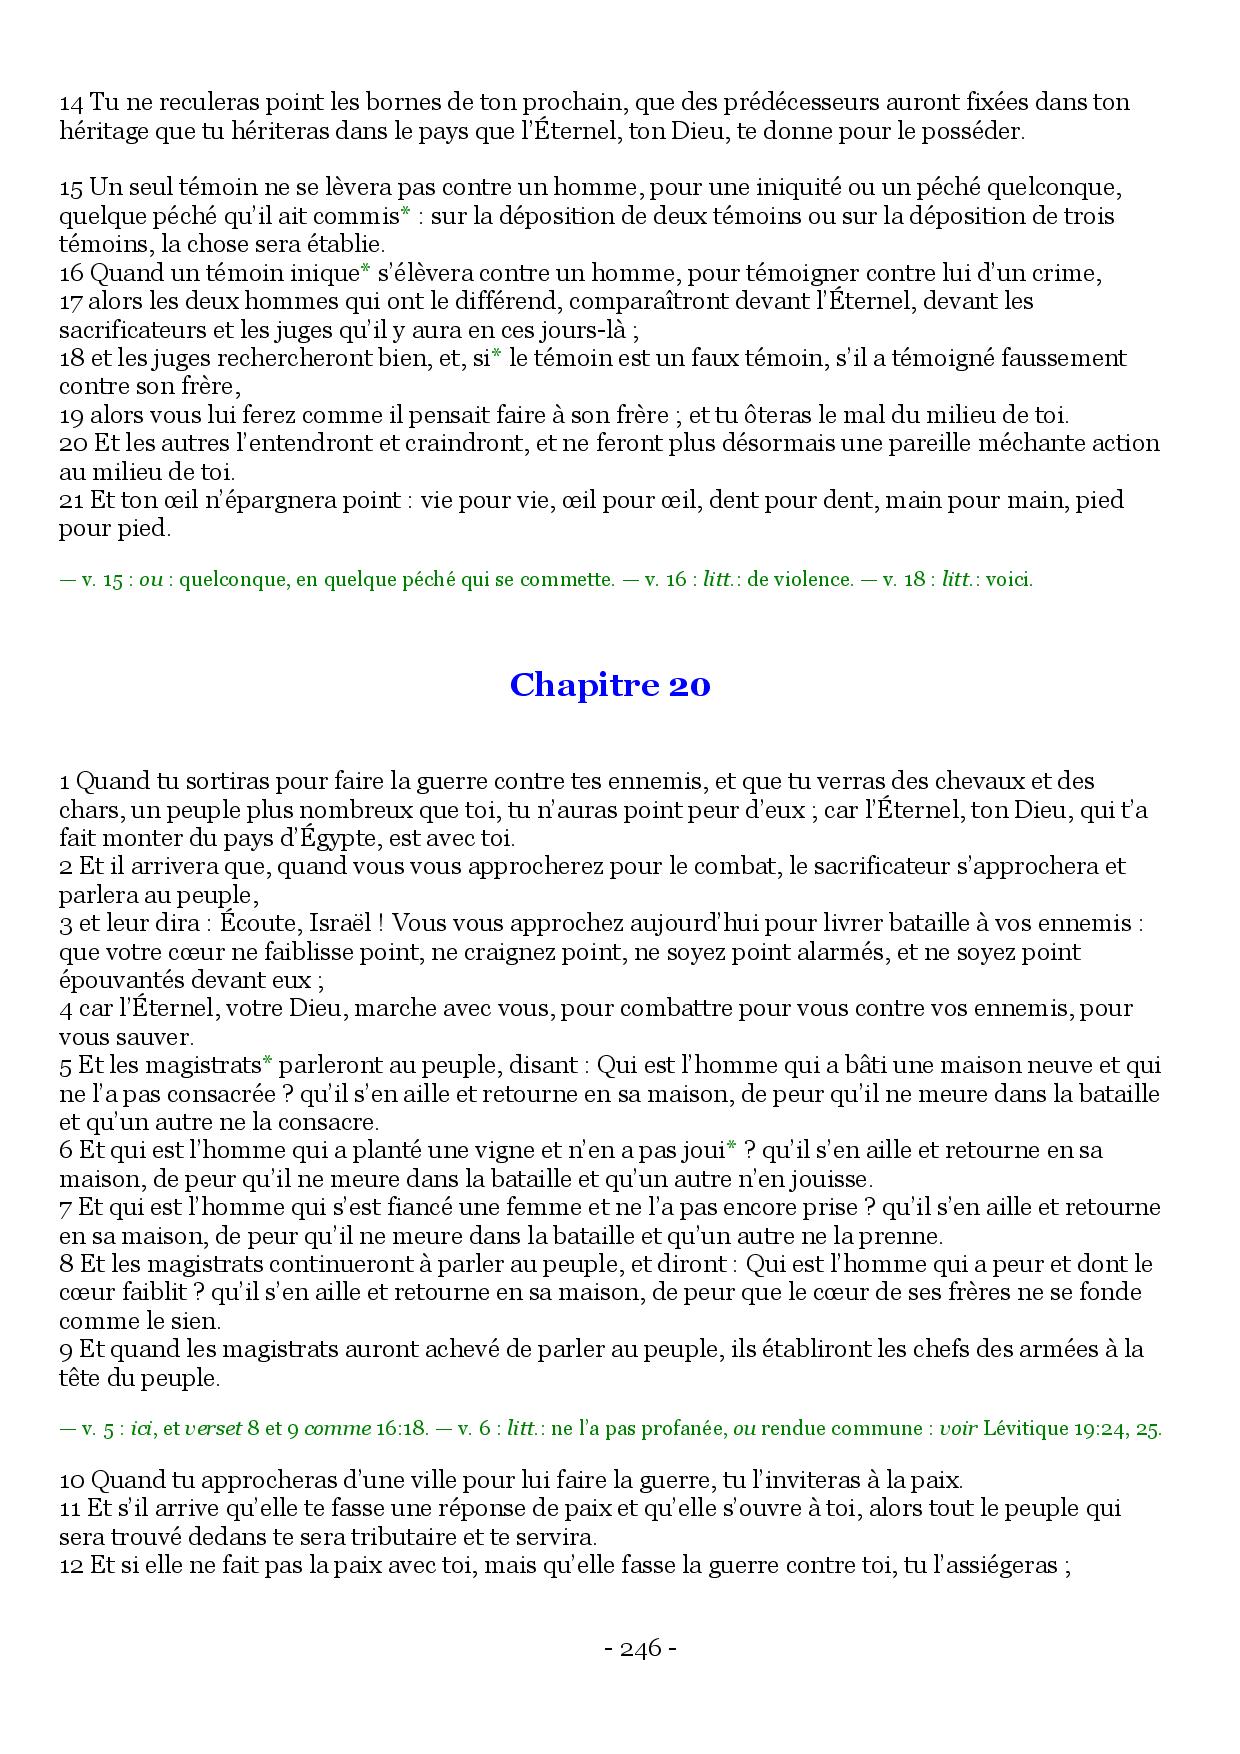 14 Tu ne reculeras point les bornes de ton prochain, que des prédécesseurs auront fixées dans ton
héritage que tu hériteras dans le pays que l’Éternel, ton Dieu, te donne pour le posséder.
15 Un seul témoin ne se lèvera pas contre un homme, pour une iniquité ou un péché quelconque,
quelque péché qu’il ait commis* : sur la déposition de deux témoins ou sur la déposition de trois
témoins, la chose sera établie.
16 Quand un témoin inique* s’élèvera contre un homme, pour témoigner contre lui d’un crime,
17 alors les deux hommes qui ont le différend, comparaîtront devant l’Éternel, devant les
sacrificateurs et les juges qu’il y aura en ces jours-là ;
18 et les juges rechercheront bien, et, si* le témoin est un faux témoin, s’il a témoigné faussement
contre son frère,
19 alors vous lui ferez comme il pensait faire à son frère ; et tu ôteras le mal du milieu de toi.
20 Et les autres l’entendront et craindront, et ne feront plus désormais une pareille méchante action
au milieu de toi.
21 Et ton œil n’épargnera point : vie pour vie, œil pour œil, dent pour dent, main pour main, pied
pour pied.
— v. 15 : ou : quelconque, en quelque péché qui se commette. — v. 16 : litt.: de violence. — v. 18 : litt.: voici.
Chapitre 20
1 Quand tu sortiras pour faire la guerre contre tes ennemis, et que tu verras des chevaux et des
chars, un peuple plus nombreux que toi, tu n’auras point peur d’eux ; car l’Éternel, ton Dieu, qui t’a
fait monter du pays d’Égypte, est avec toi.
2 Et il arrivera que, quand vous vous approcherez pour le combat, le sacrificateur s’approchera et
parlera au peuple,
3 et leur dira : Écoute, Israël ! Vous vous approchez aujourd’hui pour livrer bataille à vos ennemis :
que votre cœur ne faiblisse point, ne craignez point, ne soyez point alarmés, et ne soyez point
épouvantés devant eux ;
4 car l’Éternel, votre Dieu, marche avec vous, pour combattre pour vous contre vos ennemis, pour
vous sauver.
5 Et les magistrats* parleront au peuple, disant : Qui est l’homme qui a bâti une maison neuve et qui
ne l’a pas consacrée ? qu’il s’en aille et retourne en sa maison, de peur qu’il ne meure dans la bataille
et qu’un autre ne la consacre.
6 Et qui est l’homme qui a planté une vigne et n’en a pas joui* ? qu’il s’en aille et retourne en sa
maison, de peur qu’il ne meure dans la bataille et qu’un autre n’en jouisse.
7 Et qui est l’homme qui s’est fiancé une femme et ne l’a pas encore prise ? qu’il s’en aille et retourne
en sa maison, de peur qu’il ne meure dans la bataille et qu’un autre ne la prenne.
8 Et les magistrats continueront à parler au peuple, et diront : Qui est l’homme qui a peur et dont le
cœur faiblit ? qu’il s’en aille et retourne en sa maison, de peur que le cœur de ses frères ne se fonde
comme le sien.
9 Et quand les magistrats auront achevé de parler au peuple, ils établiront les chefs des armées à la
tête du peuple.
— v. 5 : ici, et verset 8 et 9 comme 16:18. — v. 6 : litt.: ne l’a pas profanée, ou rendue commune : voir Lévitique 19:24, 25.
10 Quand tu approcheras d’une ville pour lui faire la guerre, tu l’inviteras à la paix.
11 Et s’il arrive qu’elle te fasse une réponse de paix et qu’elle s’ouvre à toi, alors tout le peuple qui
sera trouvé dedans te sera tributaire et te servira.
12 Et si elle ne fait pas la paix avec toi, mais qu’elle fasse la guerre contre toi, tu l’assiégeras ;
- 246 -